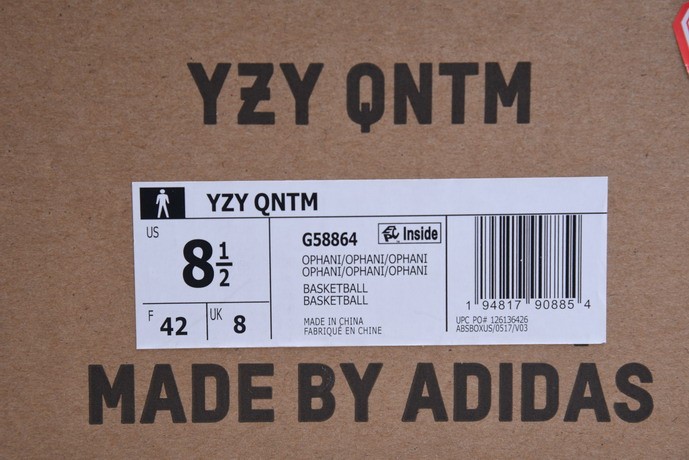 YZY QNTM
YZY QNTM
US
8 1/2
F 42
UK 8
G58864
Inside
OPHANI/OPHANI/OPHANI
OPHANI/OPHANI/OPHANI
BASKETBALL
BASKETBALL
MADE IN CHINA
FABRIQUÉ EN CHINE
1 94817 90885 4
UPC PO# 126136426
ABSBOXUS/0517/V03
MADE BY ADIDAS